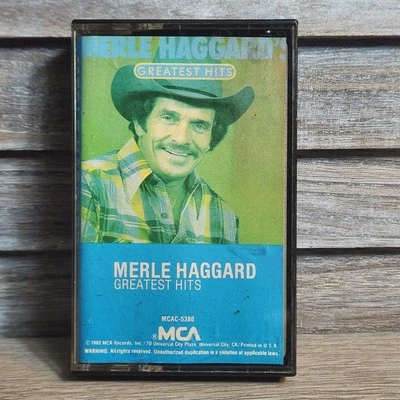 MERLE HAGGARD'S
GREATEST HITS
MERLE HAGGARD
GREATEST HITS
MCAC-5386
MCA
©1982 MCA Records, Inc./70 Universal City Plaza, Universal City, CA/Printed in U.S.A.
WARNING: All rights reserved. Unauthorized duplication is a violation of applicable laws.